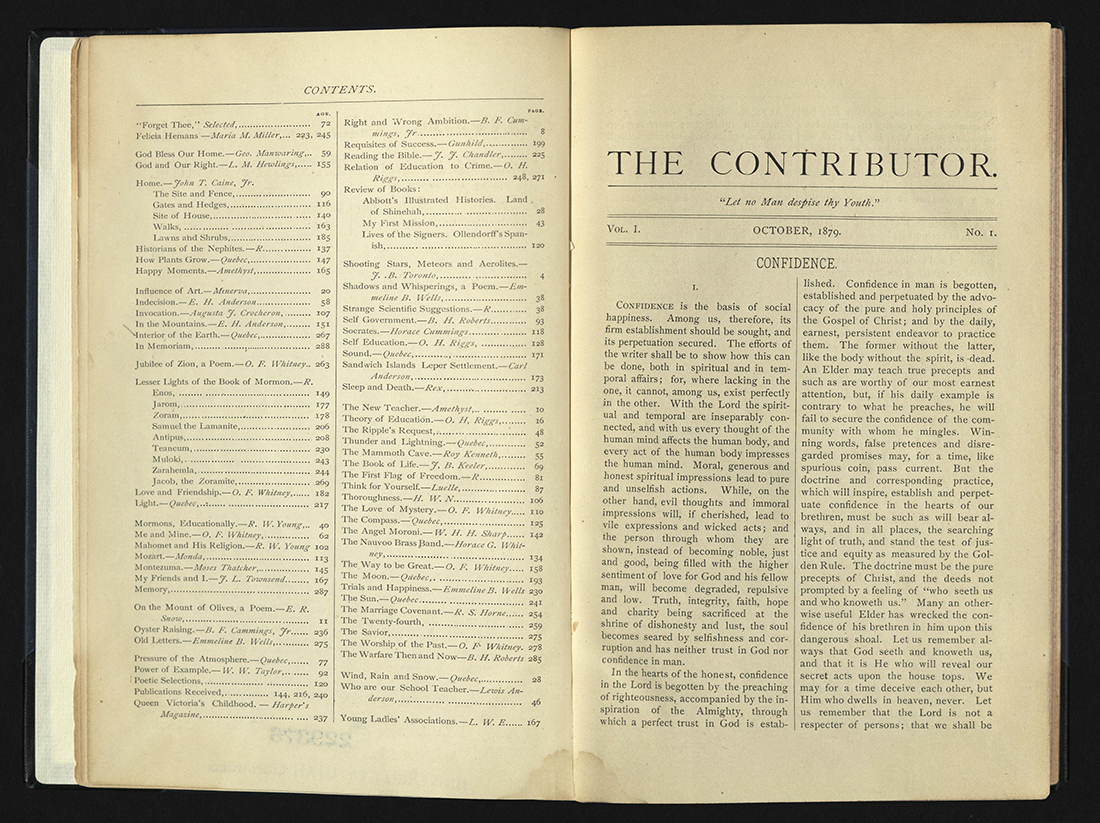 CONTENTS.
AGE.
"Forget Thee," Selected, 72
Felicia Hemans —Maria M. Miller,... 223, 245
God Bless Our Home.—Geo. Manwaring,.. 59
God and Our Right.—L. M. Hewlings,..... 155
Home.—John T. Caine, Jr.
The Site and Fence, 90
Gates and Hedges, 116
Site of House, 140
Walks, 163
Lawns and Shrubs, 185
Historians of the Nephites.—R. 137
How Plants Grow.—Quebec, 147
Happy Moments.—Amethyst, 165
Influence of Art.—Minerva, 20
Indecision.—E. H. Anderson 58
Invocation.—Augusta J. Crocheron, 107
In the Mountains.—E. H. Anderson, 151
Interior of the Earth.—Quebec, 267
In Memoriam, 288
Jubilee of Zion, a Poem.—O. F. Whitney.. 263
Lesser Lights of the Book of Mormon.—R.
Enos, 149
Jarom, 177
Zoram, 178
Samuel the Lamanite, 206
Antipus, 208
Teancum, 230
Muloki, 243
Zarahemla, 244
Jacob, the Zoramite, 269
Love and Friendship.—O. F. Whitney, 182
Light.—Quebec, 217
Mormons, Educationally.—R. W. Young,.. 40
Me and Mine.—O. F. Whitney, 62
Mahomet and His Religion.—R. W. Young 102
Mozart.—Monda, 113
Montezuma.—Moses Thatcher, 145
My Friends and I.—J. L. Townsend 167
Memory, 287
On the Mount of Olives, a Poem.—E. R.
Snow, 11
Oyster Raising.—B. F. Cammings, Jr 236
Old Letters.—Emmeline B. Wells, 275
Pressure of the Atmosphere.—Quebec, 77
Power of Example.—W. W. Taylor, 92
Poetic Selections, 120
Publications Received, 144, 216, 240
Queen Victoria's Childhood. — Harper's
Magazine, 237
PAGE.
Right and Wrong Ambition.—B. F. Cum-
mings, Jr 8
Requisites of Success.—Gunhild, 199
Reading the Bible.—J. J. Chandler, 225
Relation of Education to Crime.—O. H.
Riggs, 248, 271
Review of Books:
Abbott's Illustrated Histories. Land
of Shinehah, 28
My First Mission, 43
Lives of the Signers. Ollendorff's Span-
ish, 120
Shooting Stars, Meteors and Aerolites.—
J. .B. Toronto, 4
Shadows and Whisperings, a Poem.—Em-
meline B. Wells, 38
Strange Scientific Suggestions.—R 38
Self Government.—B. H. Roberts 93
Socrates.—Horace Cummings 118
Self Education.—O. H. Riggs, 128
Sound.—Quebec, 171
Sandwich Islands Leper Settlement.—Carl
Anderson, 173
Sleep and Death.—Rex, 213
The New Teacher.—Amethyst, 10
Theory of Education.—O. H, Riggs, 16
The Ripple's Request, 48
Thunder and Lightning.—Quebec, 52
The Mammoth Cave.—Roy Kenneth, 55
The Book of Life.—J. B. Keeler, 69
The First Flag of Freedom.—R 81
Think for Yourself.—Luelle, 87
Thoroughness.—H. W. N. 106
The Love of Mystery.—O. F. Whitney 110
The Compass.—Quebec, 125
The Angel Moroni.—W. H. H. Sharp 142
The Nauvoo Brass Band.—Horace G. Whit-
ney, 134
The Way to be Great.—O. F. Whitney 158
The Moon.—Quebec, 193
Trials and Happiness.—Emmeline B. Wells 230
The Sun.—Quebec 241
The Marriage Covenant.—R. S. Horne 254
The Twenty-fourth, 259
The Savior, 275
The Worship of the Past.—O. F. Whitney. 278
The Warfare Then and Now—B. H. Roberts 285
Wind, Rain and Snow.—Quebec, 28
Who are our School Teacher.—Lewis An-
derson, 46
Young Ladies' Associations.—L. W. E. 167
THE CONTRIBUTOR.
"Let no Man despise thy Youth."
VOL. I. OCTOBER, 1879. No. 1.
CONFIDENCE.
I.
CONFIDENCE is the basis of social
happiness. Among us, therefore, its
firm establishment should be sought, and
its perpetuation secured. The efforts of
the writer shall be to show how this can
be done, both in spiritual and in tem-
poral affairs; for, where lacking in the
one, it cannot, among us, exist perfectly
in the other. With the Lord the spirit-
ual and temporal are inseparably con-
nected, and with us every thought of the
human mind affects the human body, and
every act of the human body impresses
the human mind. Moral, generous and
honest spiritual impressions lead to pure
and unselfish actions. While, on the
other hand, evil thoughts and immoral
impressions will, if cherished, lead to
vile expressions and wicked acts; and
the person through whom they are
shown, instead of becoming noble, just
and good, being filled with the higher
sentiment of love for God and his fellow
man, will become degraded, repulsive
and low. Truth, integrity, faith, hope
and charity being sacrificed at the
shrine of dishonesty and lust, the soul
becomes seared by selfishness and cor-
ruption and has neither trust in God nor
confidence in man.
In the hearts of the honest, confidence
in the Lord is begotten by the preaching
of righteousness, accompanied by the in-
spiration of the Almighty, through
which a perfect trust in God is estab-
lished. Confidence in man is begotten,
established and perpetuated by the advo-
cacy of the pure and holy principles of
the Gospel of Christ; and by the daily,
earnest, persistent endeavor to practice
them. The former without the latter,
like the body without the spirit, is dead.
An Elder may teach true precepts and
such as are worthy of our most earnest
attention, but, if his daily example is
contrary to what he preaches, he will
fail to secure the confidence of the com-
munity with whom he mingles. Win-
ning words, false pretences and disre-
garded promises may, for a time, like
spurious coin, pass current. But the
doctrine and corresponding practice,
which will inspire, establish and perpet-
uate confidence in the hearts of our
brethren, must be such as will bear al-
ways, and in all places, the searching
light of truth, and stand the test of jus-
tice and equity as measured by the Gol-
den Rule. The doctrine must be the pure
precepts of Christ, and the deeds not
prompted by a feeling of "who seeth us
and who knoweth us." Many an other-
wise useful Elder has wrecked the con-
fidence of his brethren in him upon this
dangerous shoal. Let us remember al-
ways that God seeth and knoweth us,
and that it is He who will reveal our
secret acts upon the house tops. We
may for a time deceive each other, but
Him who dwells in heaven, never. Let
us remember that the Lord is not a
respecter of persons; that we shall be